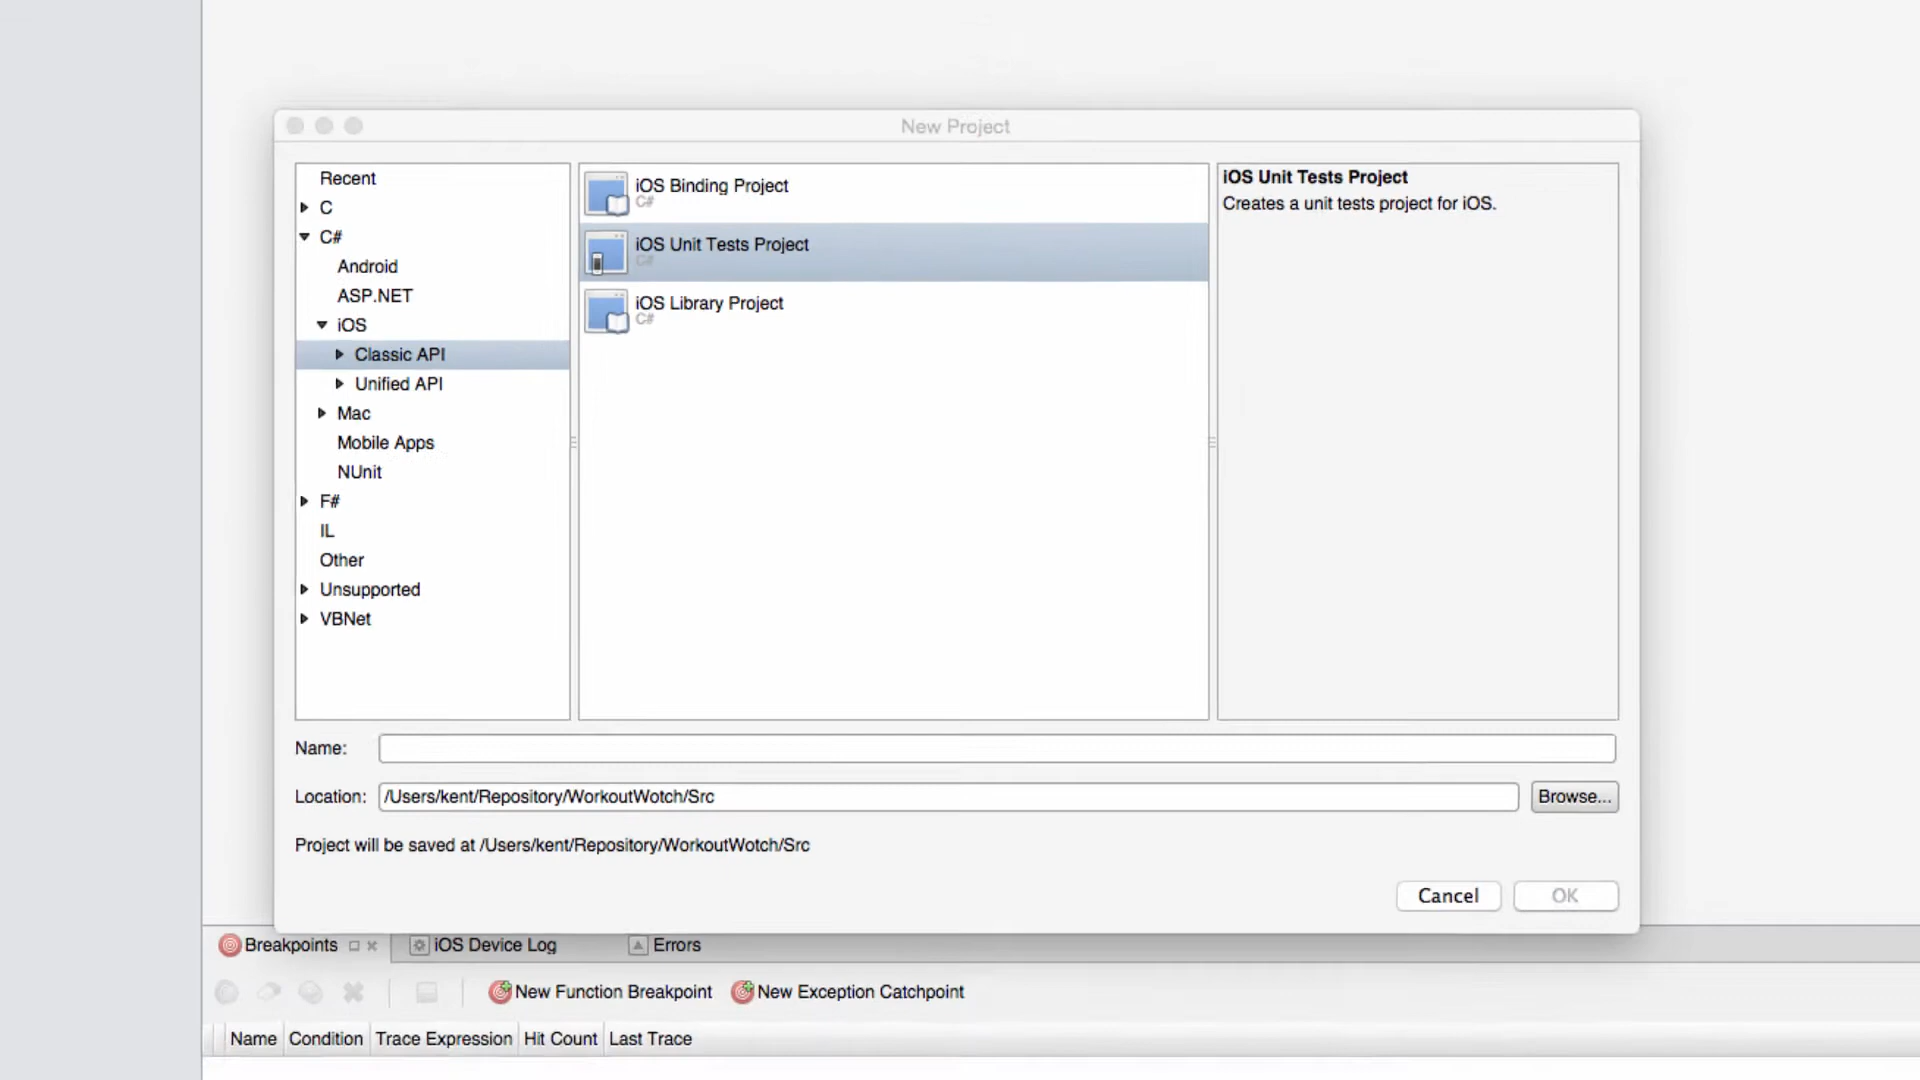 New Project
Recent
C
C#
Android
ASP.NET
iOS
Classic API
Unified API
Mac
Mobile Apps
NUnit
F#
IL
Other
Unsupported
VBNet
iOS Binding Project
C#
iOS Unit Tests Project
C#
iOS Library Project
C#
iOS Unit Tests Project
Creates a unit tests project for iOS.
Name:
Location: /Users/kent/Repository/WorkoutWotch/Src Browse...
Project will be saved at /Users/kent/Repository/WorkoutWotch/Src
Cancel OK
Breakpoints iOS Device Log Errors
New Function Breakpoint New Exception Catchpoint
Name Condition Trace Expression Hit Count Last Trace